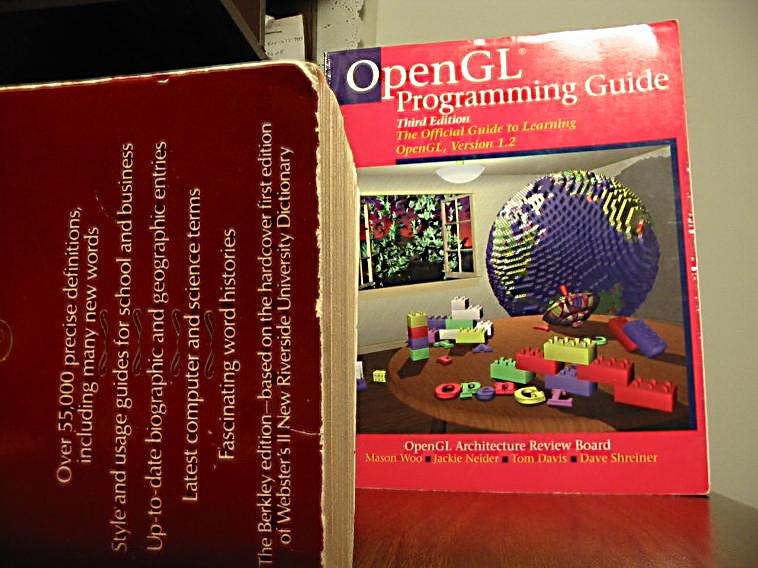 Over 55,000 precise definitions,
including many new words
Style and usage guides for school and business
Up-to-date biographic and geographic entries
Latest computer and science terms
Fascinating word histories
The Berkley edition—based on the hardcover first edition
of Webster's II New Riverside University Dictionary
OpenGL®
Programming Guide
Third Edition
The Official Guide to Learning
OpenGL, Version 1.2
OpenGL
OpenGL Architecture Review Board
Mason Woo ■ Jackie Neider ■ Tom Davis ■ Dave Shreiner